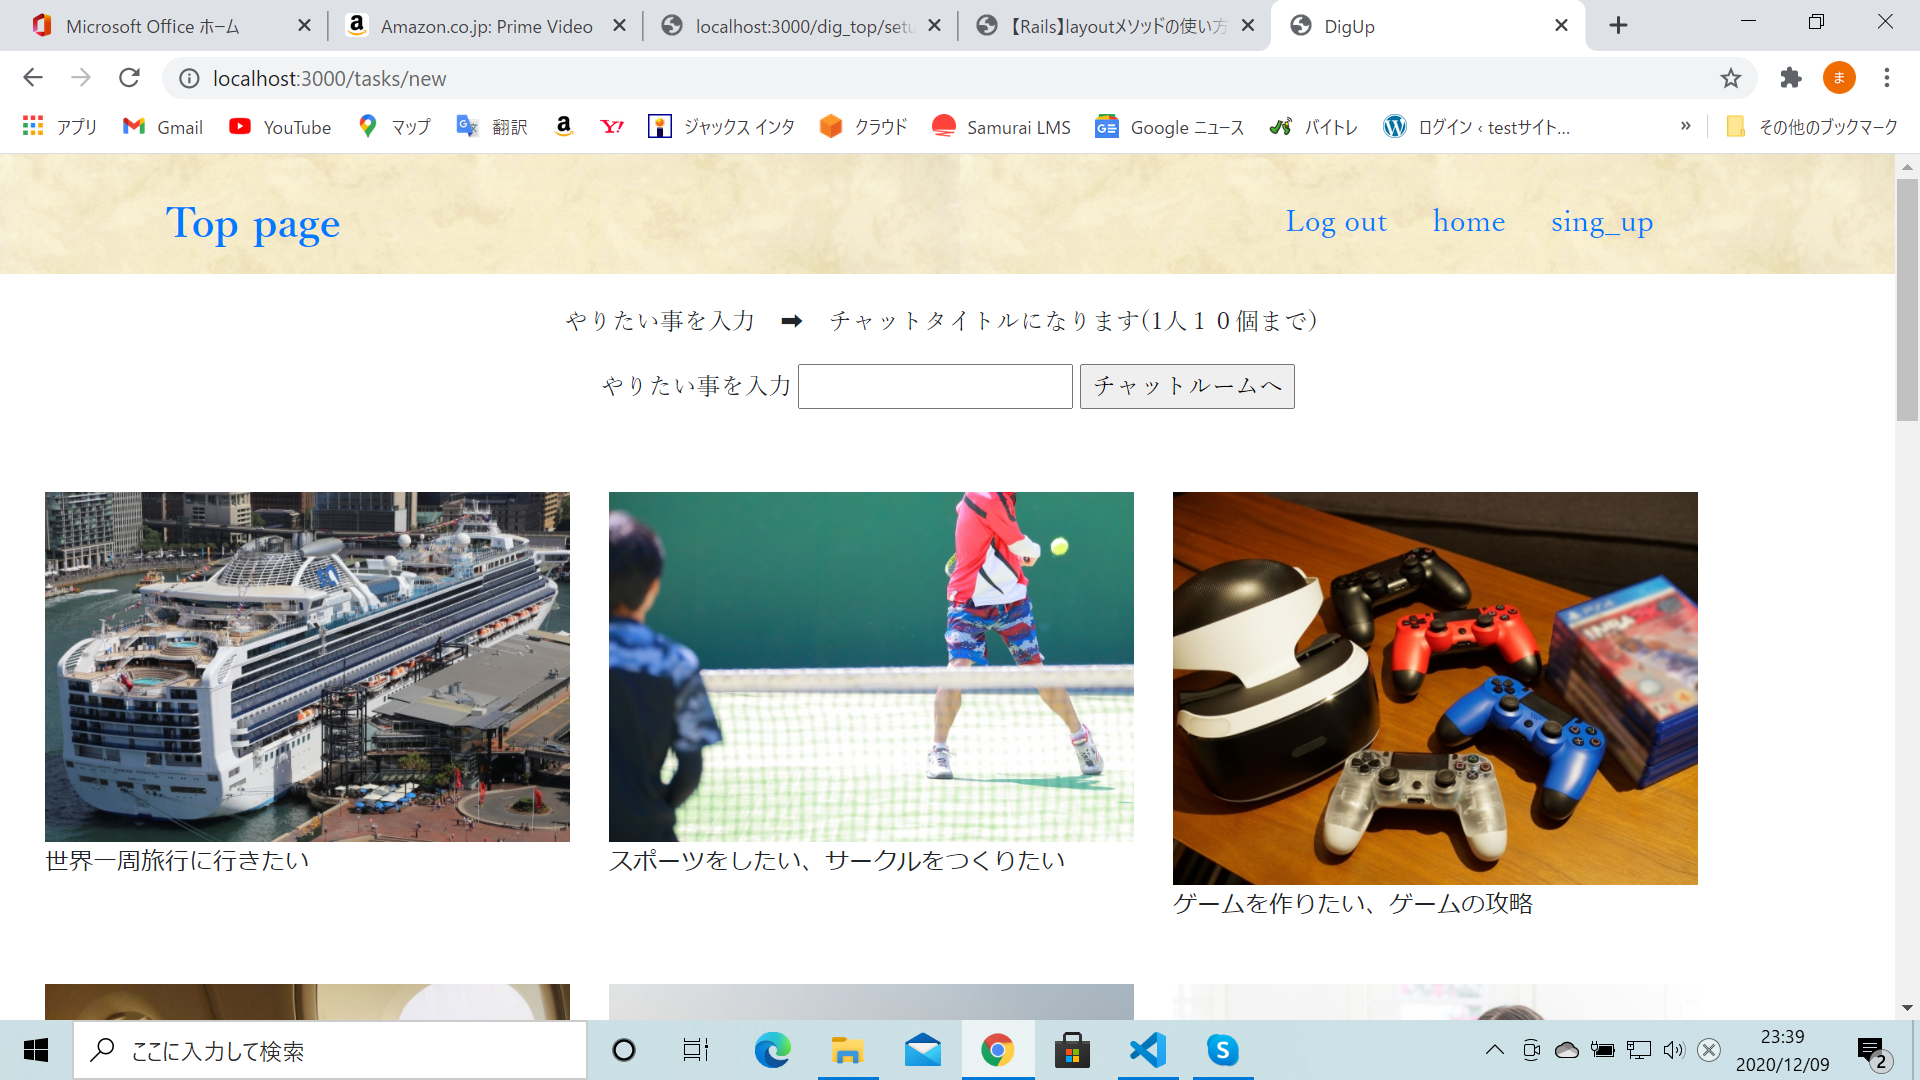 Microsoft Office ホーム
Amazon.co.jp: Prime Video
localhost:3000/dig_top/setu
【Rails】layoutメソッドの使い方
DigUp
localhost:3000/tasks/new
ま
アプリ
Gmail
YouTube
マップ
翻訳
ジャックス インタ
クラウド
Samurai LMS
Google ニュース
バイトレ
ログイン ‹ testサイト...
»
その他のブックマーク
Top page
Log out
home
sing_up
やりたい事を入力 ➡ チャットタイトルになります(1人１０個まで)
やりたい事を入力
チャットルームへ
世界一周旅行に行きたい
スポーツをしたい、サークルをつくりたい
ゲームを作りたい、ゲームの攻略
ここに入力して検索
23:39
2020/12/09
2